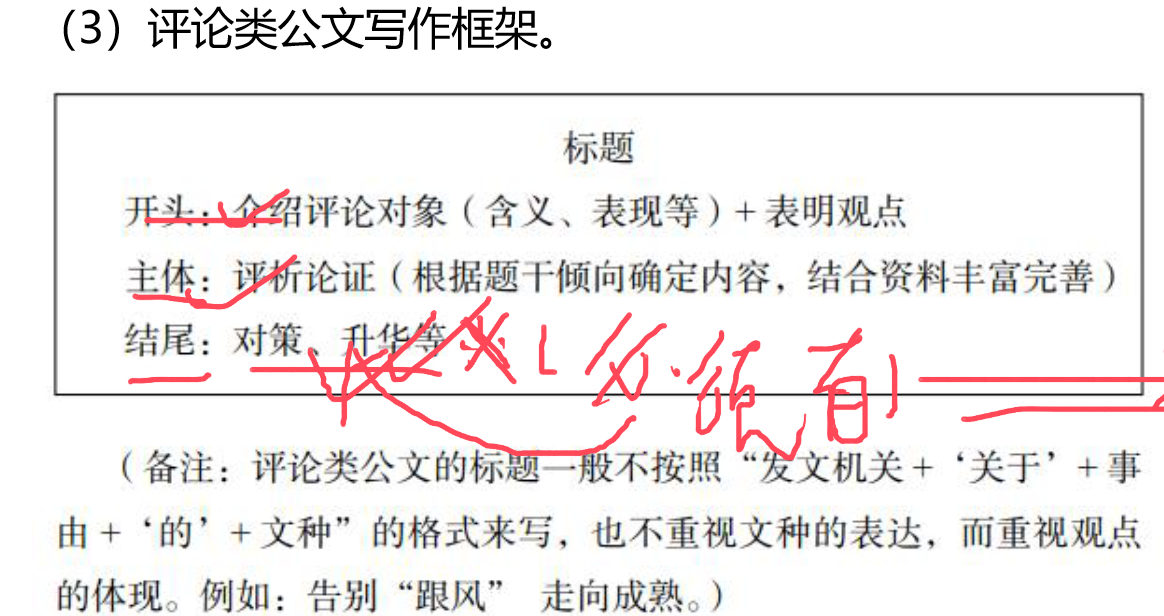 （3）评论类公文写作框架。
标题
开头：介绍评论对象（含义、表现等）+ 表明观点
主体：评析论证（根据题干倾向确定内容，结合资料丰富完善）
结尾：对策、升华等
（备注：评论类公文的标题一般不按照“发文机关 + ‘关于’ + 事
由 + ‘的’ + 文种”的格式来写，也不重视文种的表达，而重视观点
的体现。例如：告别“跟风” 走向成熟。）